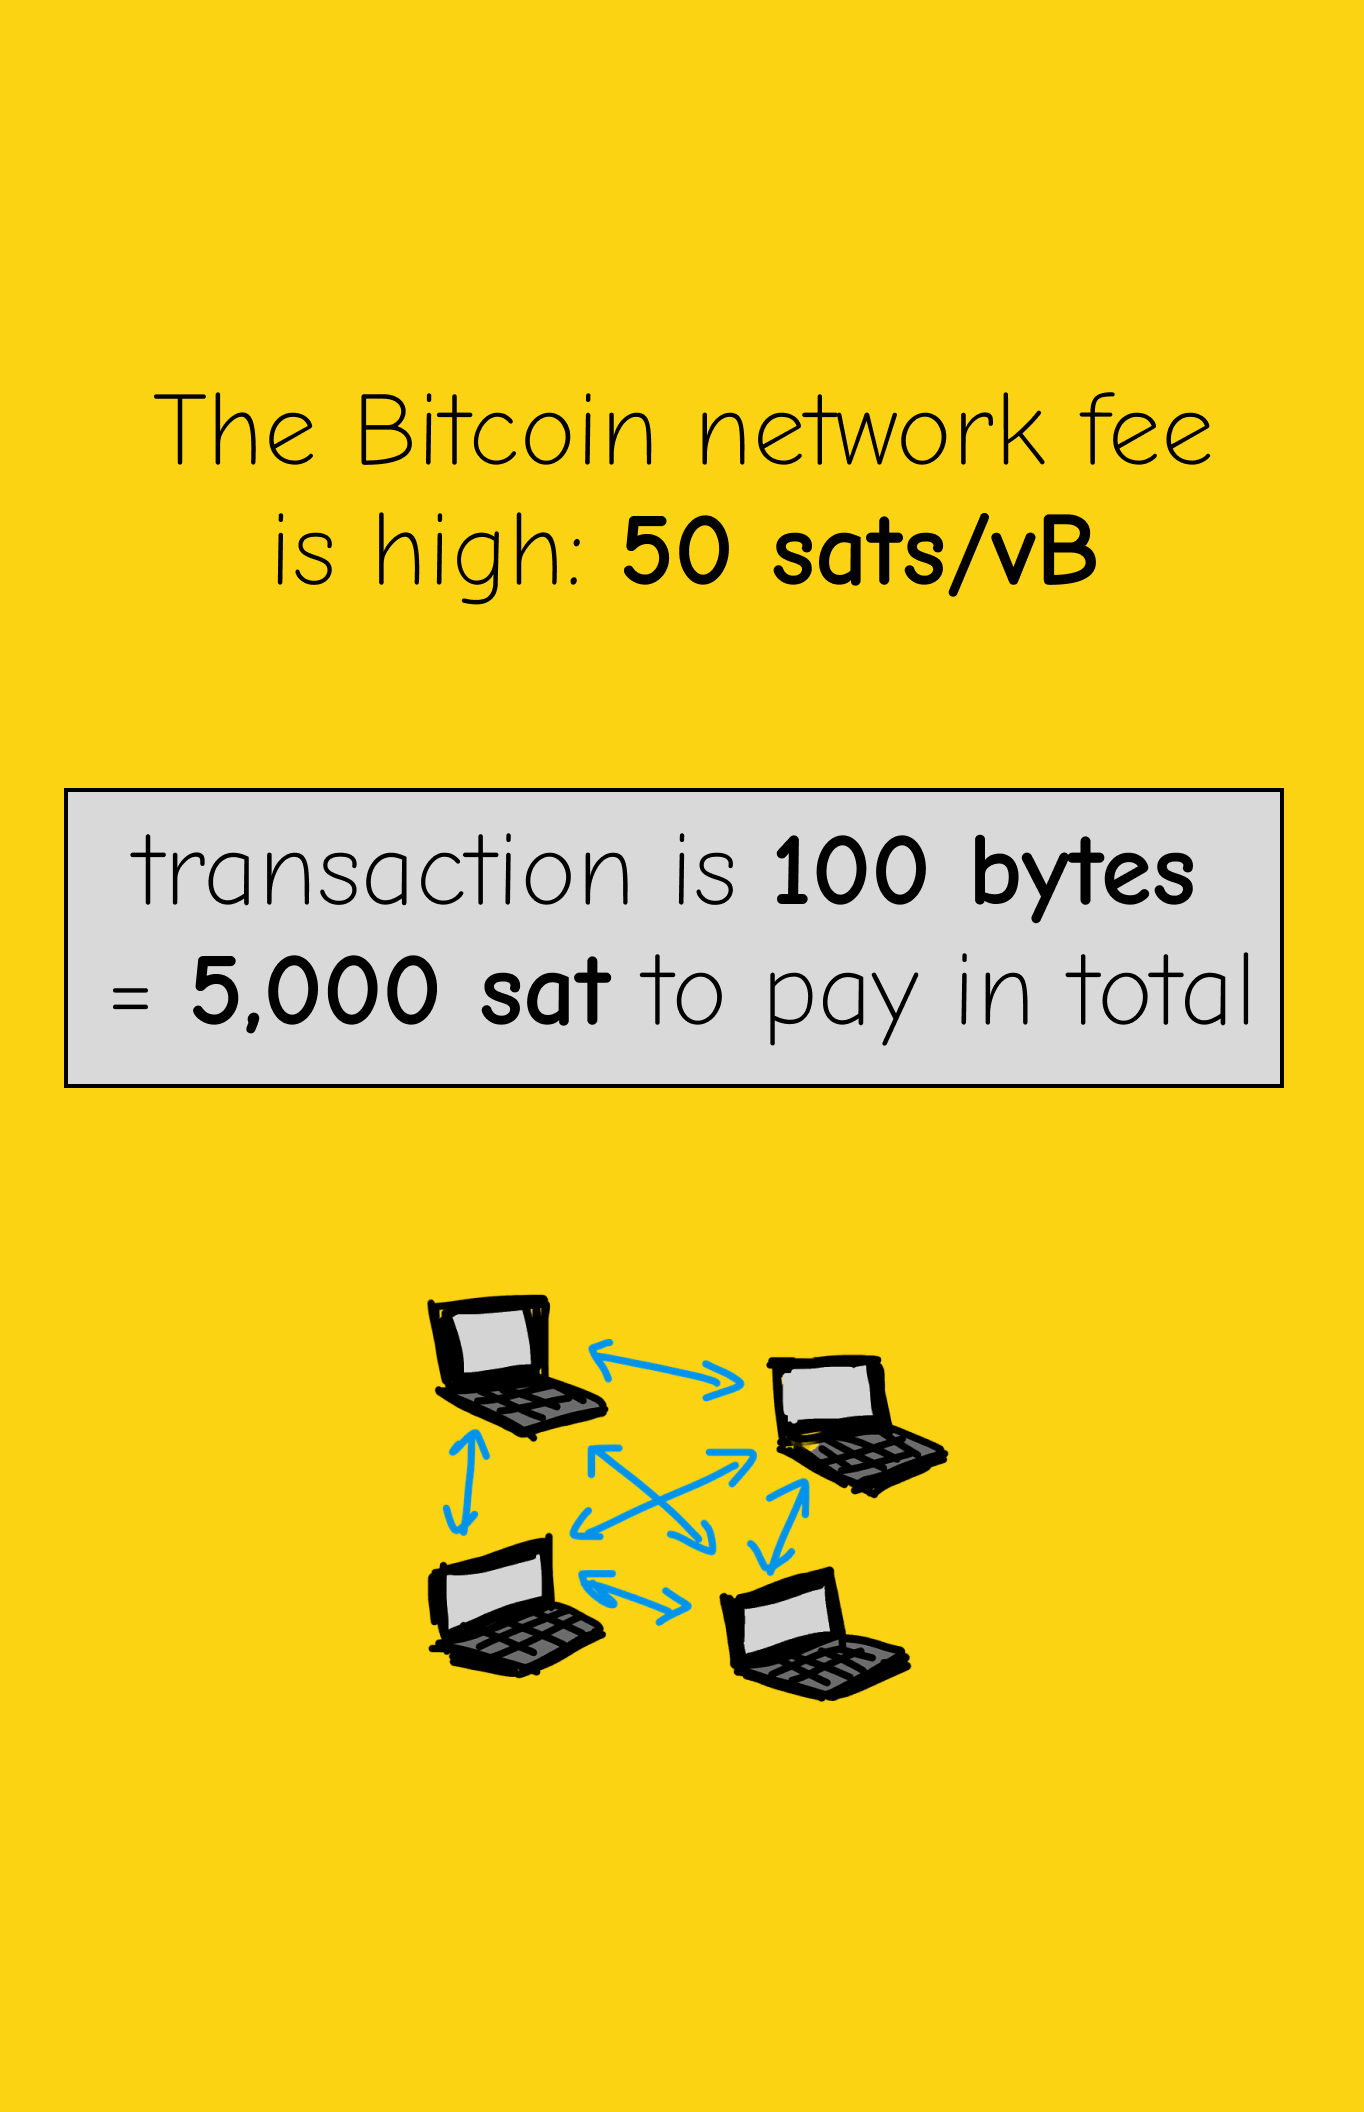 The Bitcoin network fee
is high: 50 sats/vB
transaction is 100 bytes
= 5,000 sat to pay in total